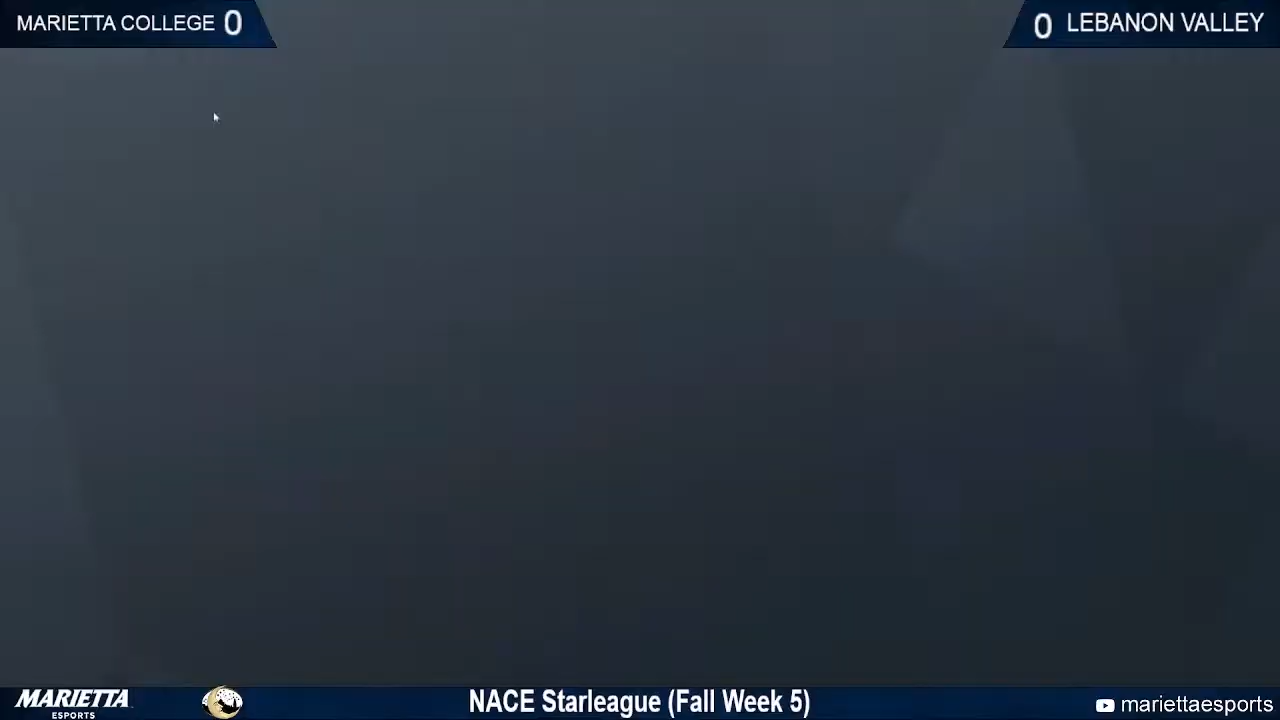 MARIETTA COLLEGE 0
0 LEBANON VALLEY
MARIETTA
ESPORTS
NACE Starleague (Fall Week 5)
mariettaesports